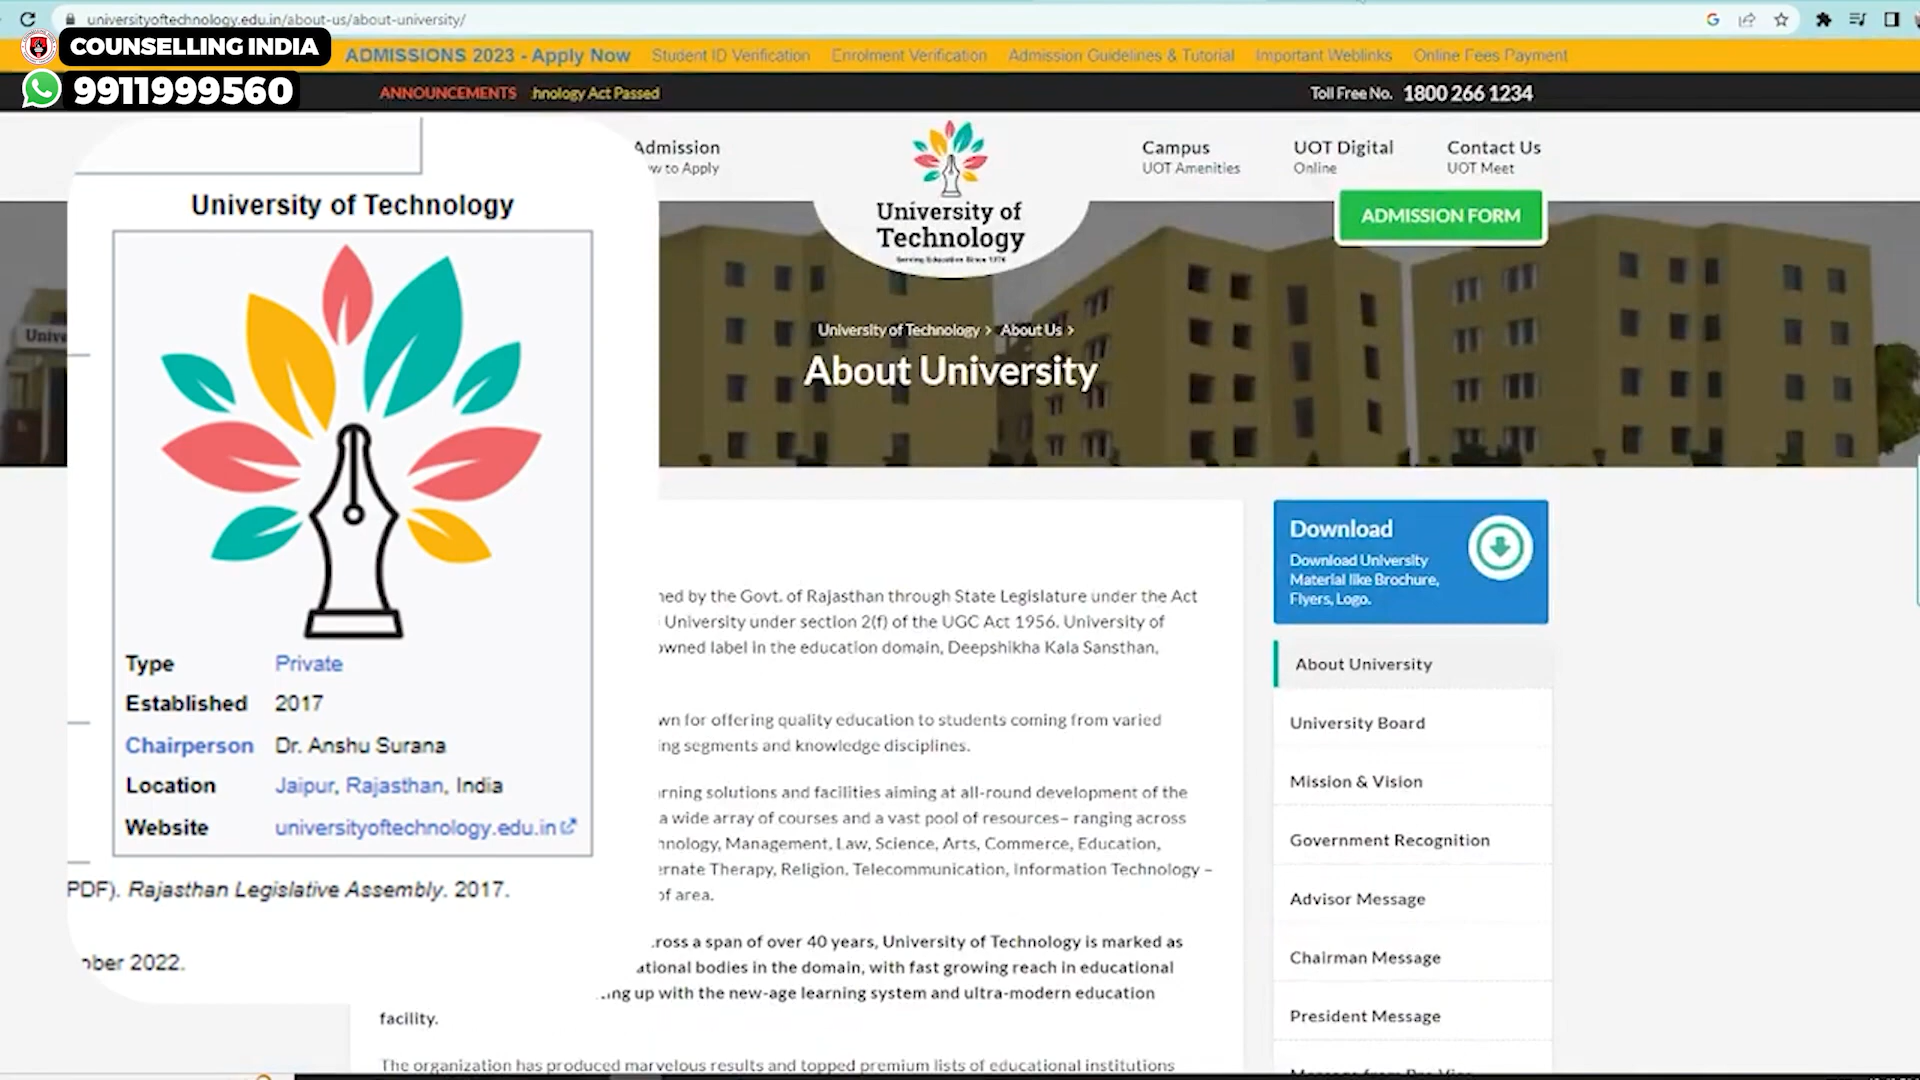 universityoftechnology.edu.in/about-us/about-university/
COUNSELLING INDIA
9911999560
ADMISSIONS 2023 - Apply Now
Student ID Verification
Enrolment Verification
Admission Guidelines & Tutorial
Important Weblinks
Online Fees Payment
ANNOUNCEMENTS
hnology Act Passed
Toll Free No. 1800 266 1234
Admission
w to Apply
University of
Technology
Serving Education Since 1976
Campus
UOT Amenities
UOT Digital
Online
Contact Us
UOT Meet
ADMISSION FORM
Unive
University of Technology > About Us >
About University
University of Technology
Type Private
Established 2017
Chairperson Dr. Anshu Surana
Location Jaipur, Rajasthan, India
Website universityoftechnology.edu.in
PDF). Rajasthan Legislative Assembly. 2017.
ber 2022.
ned by the Govt. of Rajasthan through State Legislature under the Act
University under section 2(f) of the UGC Act 1956. University of
owned label in the education domain, Deepshikha Kala Sansthan,
wn for offering quality education to students coming from varied
ing segments and knowledge disciplines.
rning solutions and facilities aiming at all-round development of the
a wide array of courses and a vast pool of resources– ranging across
hnology, Management, Law, Science, Arts, Commerce, Education,
ernate Therapy, Religion, Telecommunication, Information Technology –
of area.
ross a span of over 40 years, University of Technology is marked as
ational bodies in the domain, with fast growing reach in educational
ing up with the new-age learning system and ultra-modern education
facility.
The organization has produced marvelous results and topped premium lists of educational institutions
Download
Download University
Material like Brochure,
Flyers, Logo.
About University
University Board
Mission & Vision
Government Recognition
Advisor Message
Chairman Message
President Message